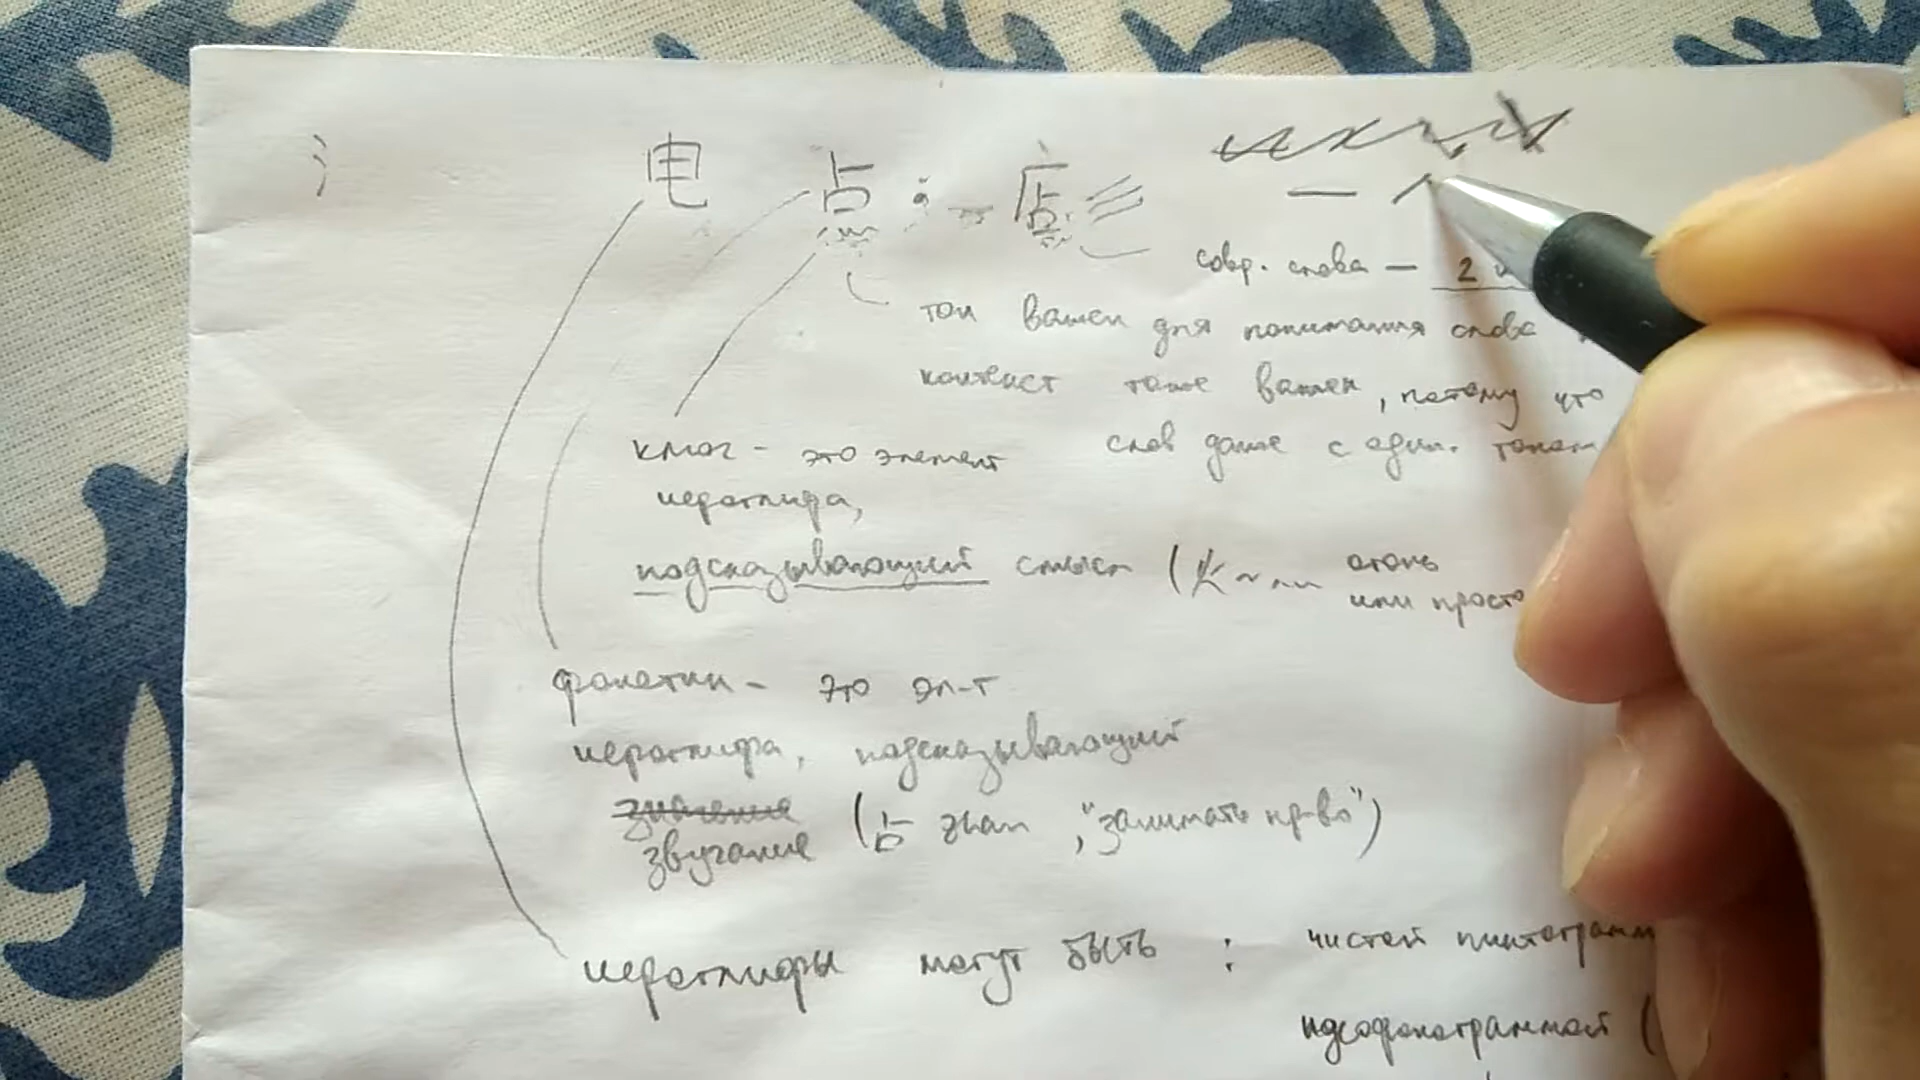 电 点 : 店
совр. слова — 2
тон важен для понимания слова
контекст тоже важен, потому что
слов даже с один. тоном
ключ - это элемент
иероглифа,
подсказывающий смысл ( огонь
или просто
фонетик - это эл-т
иероглифа, подсказывающий
значение (占 zhan, "занимать пр-во")
звучание
иероглифы могут быть : чистой пиктограмм
идеофонограммой (